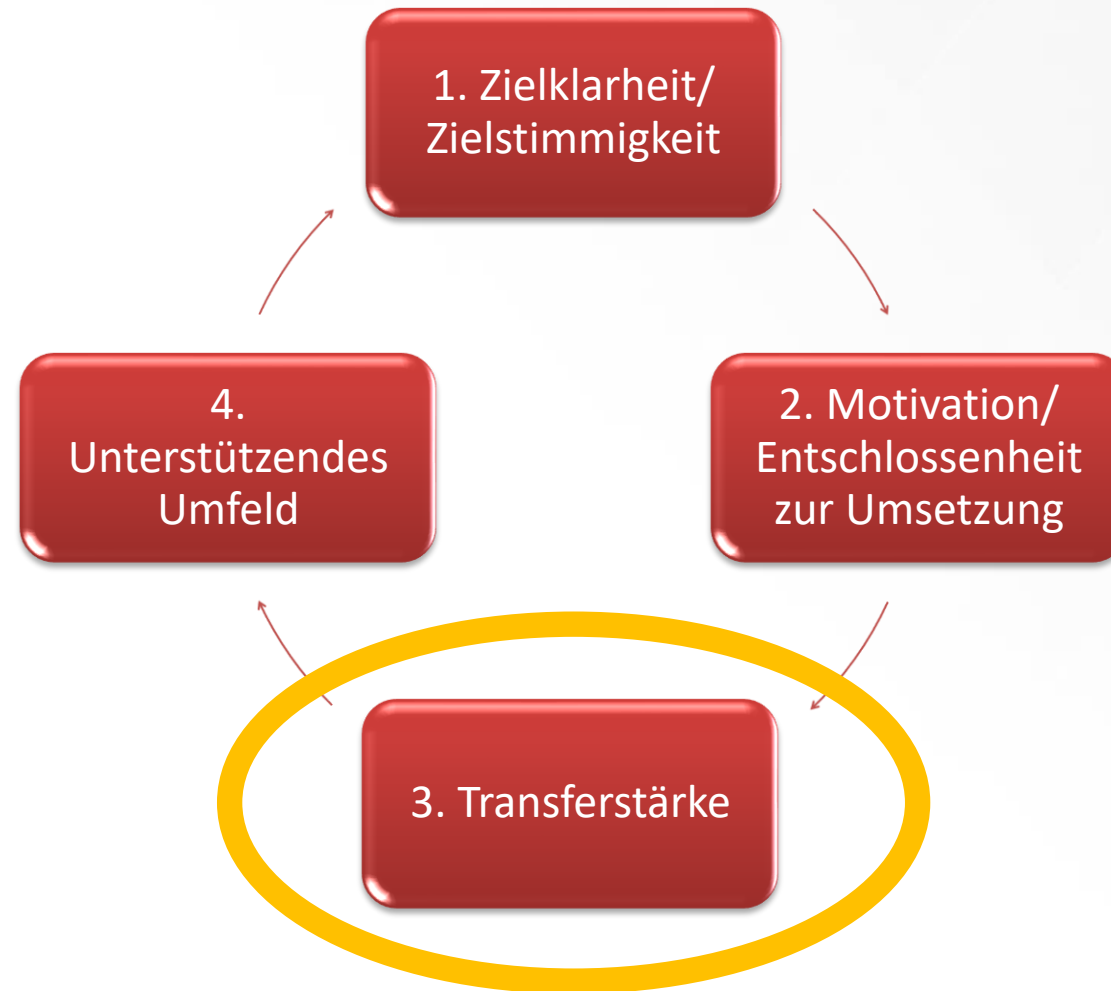 1. Zielklarheit/
Zielstimmigkeit
2. Motivation/
Entschlossenheit
zur Umsetzung
3. Transferstärke
4.
Unterstützendes
Umfeld